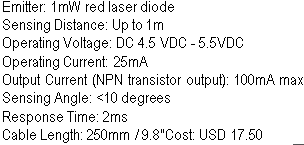 Emitter: 1mW red laser diode
Sensing Distance: Up to 1m
Operating Voltage: DC 4.5 VDC - 5.5VDC
Operating Current: 25mA
Output Current (NPN transistor output): 100mA max
Sensing Angle: <10 degrees
Response Time: 2ms
Cable Length: 250mm / 9.8"Cost: USD 17.50